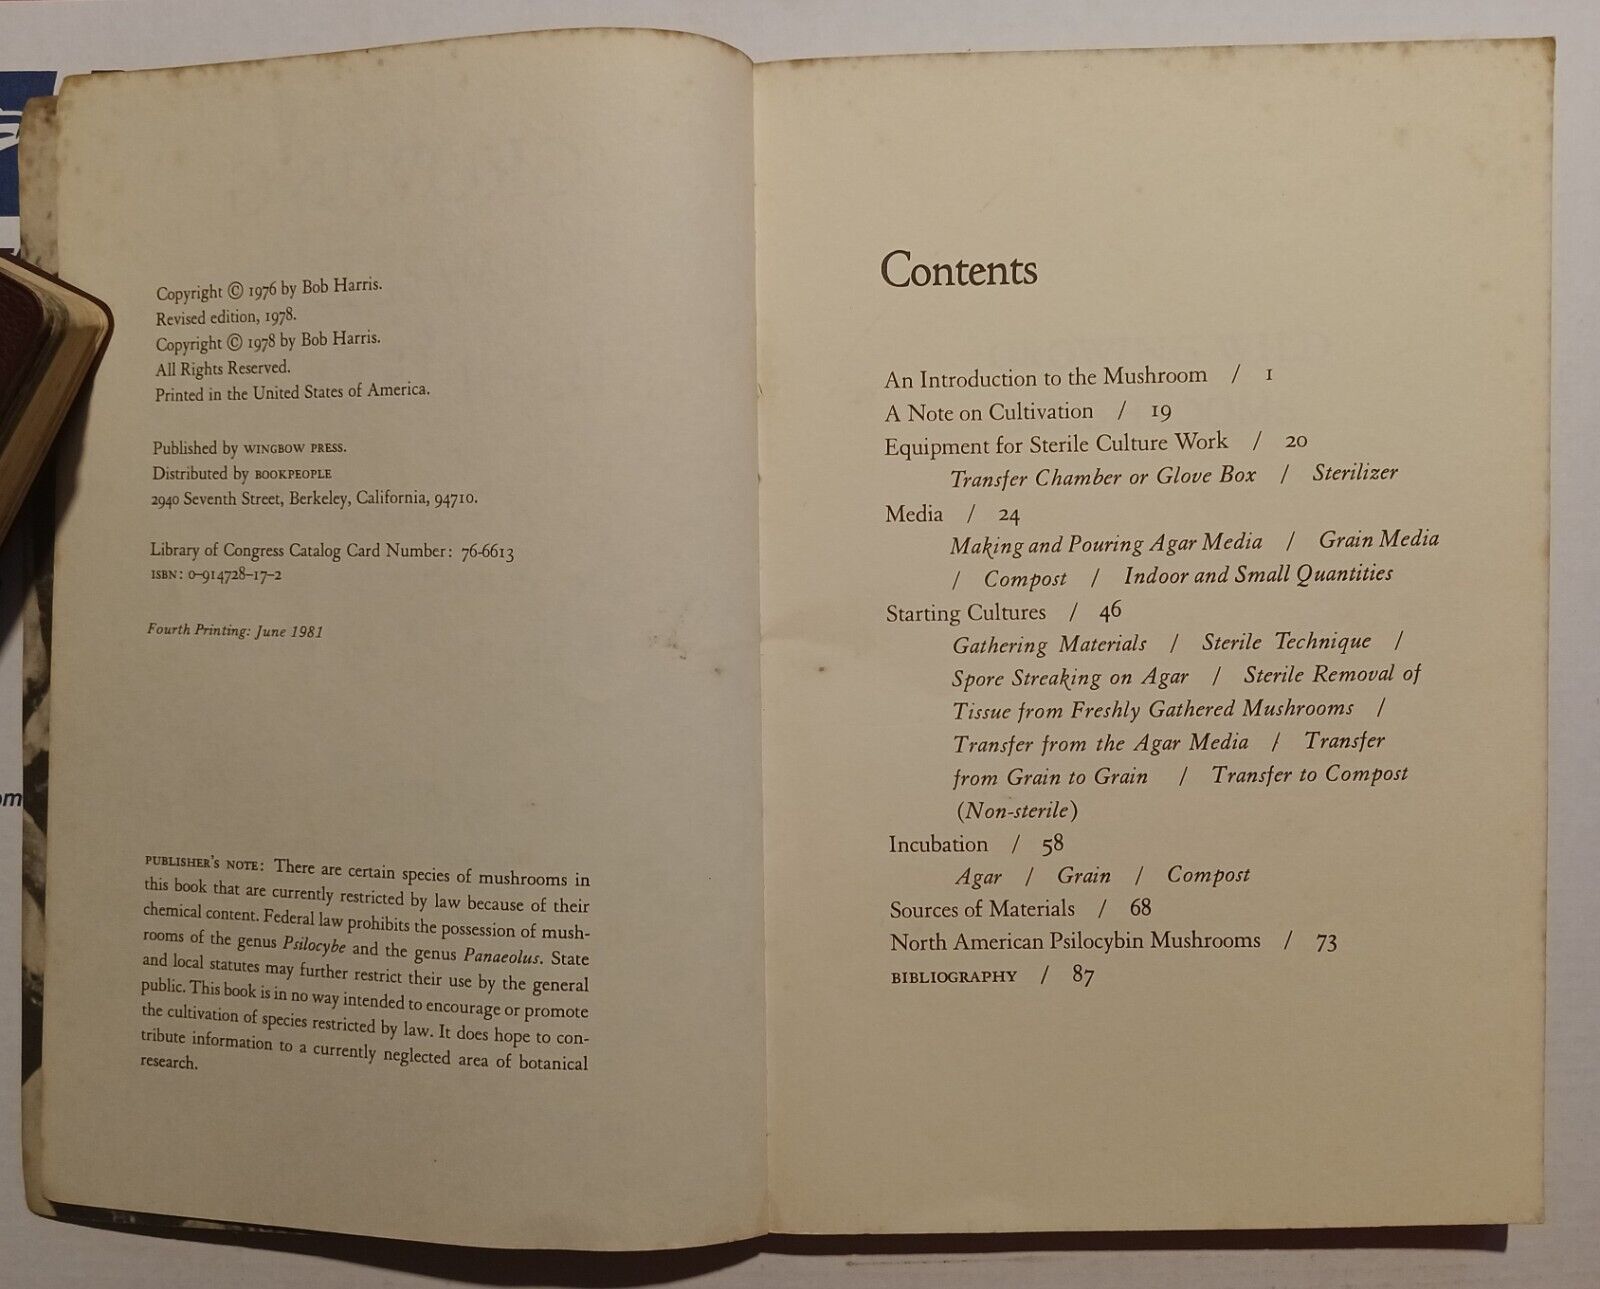 Copyright © 1976 by Bob Harris.
Revised edition, 1978.
Copyright © 1978 by Bob Harris.
All Rights Reserved.
Printed in the United States of America.
Published by WINGBOW PRESS.
Distributed by BOOKPEOPLE
2940 Seventh Street, Berkeley, California, 94710.
Library of Congress Catalog Card Number: 76-6613
ISBN: 0-914728-17-2
Fourth Printing: June 1981
PUBLISHER'S NOTE: There are certain species of mushrooms in
this book that are currently restricted by law because of their
chemical content. Federal law prohibits the possession of mush-
rooms of the genus Psilocybe and the genus Panaeolus. State
and local statutes may further restrict their use by the general
public. This book is in no way intended to encourage or promote
the cultivation of species restricted by law. It does hope to con-
tribute information to a currently neglected area of botanical
research.
Contents
An Introduction to the Mushroom / 1
A Note on Cultivation / 19
Equipment for Sterile Culture Work / 20
Transfer Chamber or Glove Box / Sterilizer
Media / 24
Making and Pouring Agar Media / Grain Media
/ Compost / Indoor and Small Quantities
Starting Cultures / 46
Gathering Materials / Sterile Technique /
Spore Streaking on Agar / Sterile Removal of
Tissue from Freshly Gathered Mushrooms /
Transfer from the Agar Media / Transfer
from Grain to Grain / Transfer to Compost
(Non-sterile)
Incubation / 58
Agar / Grain / Compost
Sources of Materials / 68
North American Psilocybin Mushrooms / 73
BIBLIOGRAPHY / 87